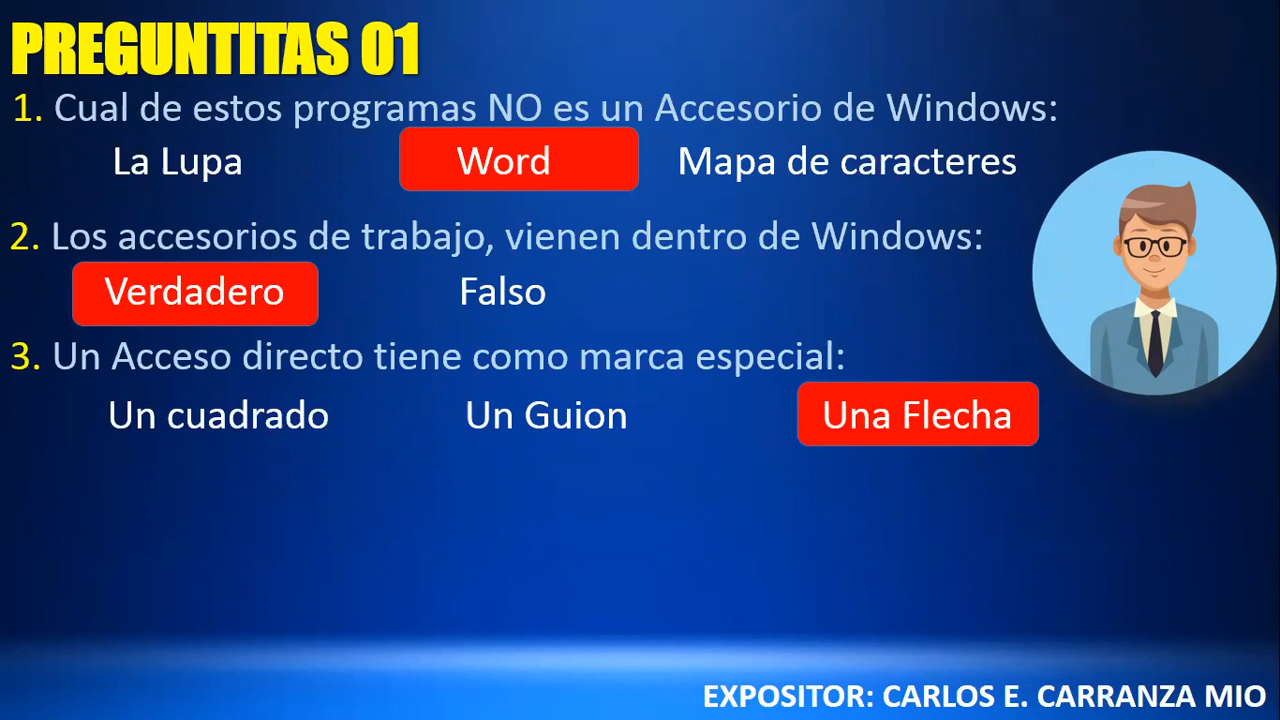 PREGUNTITAS 01
1. Cual de estos programas NO es un Accesorio de Windows:
La Lupa Word Mapa de caracteres
2. Los accesorios de trabajo, vienen dentro de Windows:
Verdadero Falso
3. Un Acceso directo tiene como marca especial:
Un cuadrado Un Guion Una Flecha
EXPOSITOR: CARLOS E. CARRANZA MIO